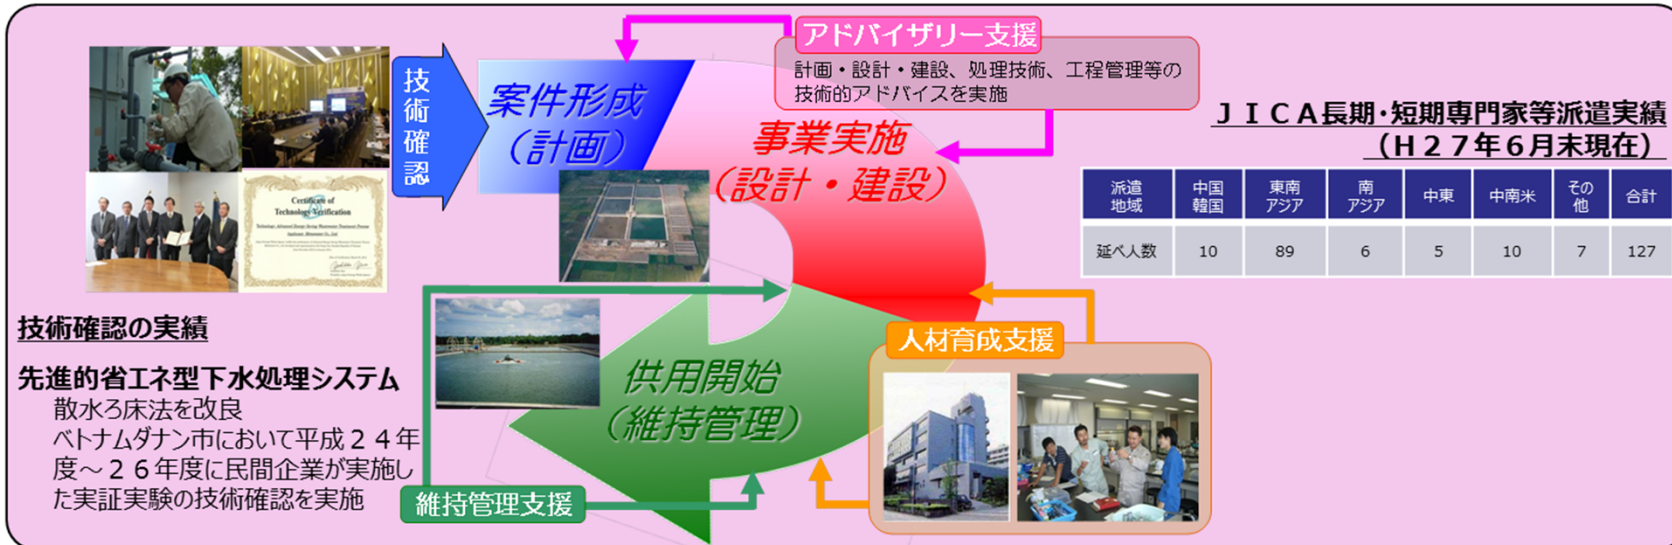 アドバイザリー支援
計画・設計・建設、処理技術、工程管理等の
技術的アドバイスを実施
技術確認
案件形成
（計画）
事業実施
（設計・建設）
ＪＩＣＡ長期・短期専門家等派遣実績
（Ｈ２７年６月末現在）
派遣地域 中国韓国 東南アジア 南アジア 中東 中南米 その他 合計
延べ人数 10 89 6 5 10 7 127
Certificate of
Technology Verification
技術確認の実績
先進的省エネ型下水処理システム
散水ろ床法を改良
ベトナムダナン市において平成２４年
度～２６年度に民間企業が実施し
た実証実験の技術確認を実施
供用開始
（維持管理）
人材育成支援
維持管理支援